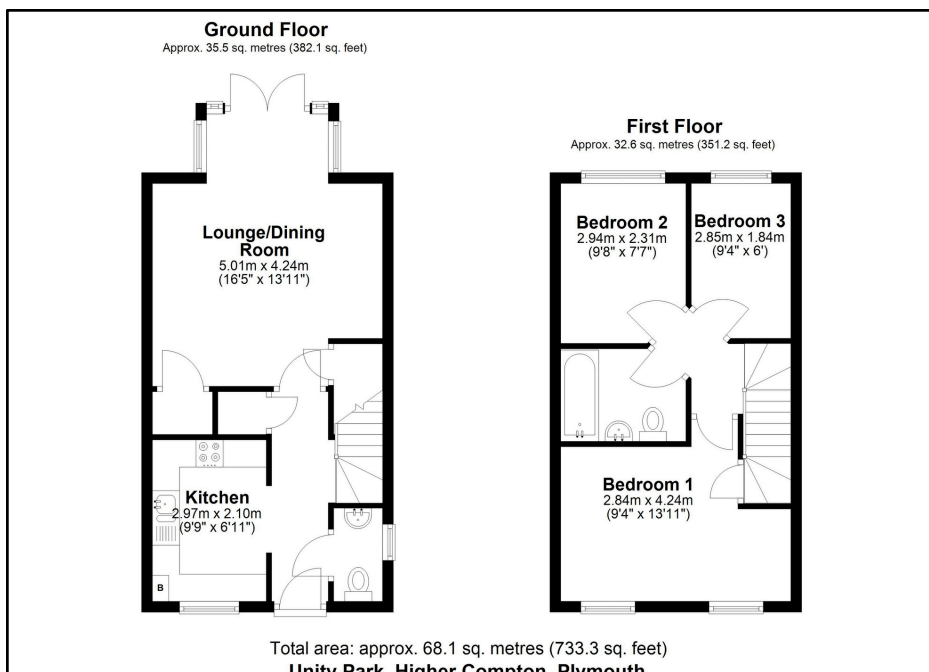 Ground Floor
Approx. 35.5 sq. metres (382.1 sq. feet)
Lounge/Dining
Room
5.01m x 4.24m
(16'5" x 13'11")
Kitchen
2.97m x 2.10m
(9'9" x 6'11")
B
First Floor
Approx. 32.6 sq. metres (351.2 sq. feet)
Bedroom 2
2.94m x 2.31m
(9'8" x 7'7")
Bedroom 3
2.85m x 1.84m
(9'4" x 6')
Bedroom 1
2.84m x 4.24m
(9'4" x 13'11")
Total area: approx. 68.1 sq. metres (733.3 sq. feet)
Unity Park, Higher Compton, Plymouth